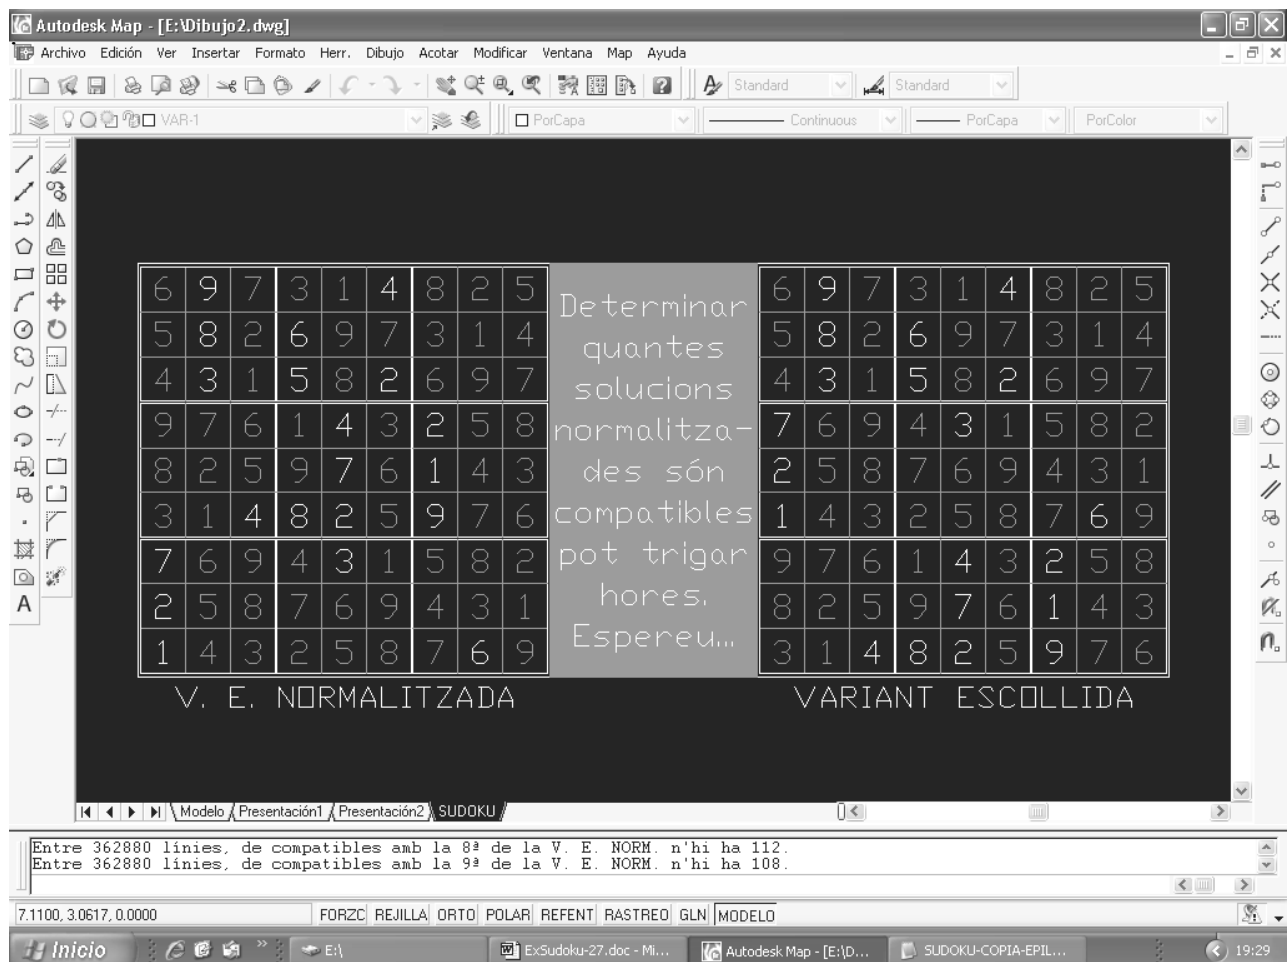 Autodesk Map - [E:\Dibujo2.dwg]
Archivo Edición Ver Insertar Formato Herr. Dibujo Acotar Modificar Ventana Map Ayuda
Standard Standard
VAR-1 PorCapa Continuous PorCapa PorColor
6 9 7 3 1 4 8 2 5
5 8 2 6 9 7 3 1 4
4 3 1 5 8 2 6 9 7
9 7 6 1 4 3 2 5 8
8 2 5 9 7 6 1 4 3
3 1 4 8 2 5 9 7 6
7 6 9 4 3 1 5 8 2
2 5 8 7 6 9 4 3 1
1 4 3 2 5 8 7 6 9
V. E. NORMALITZADA
Determinar
quantes
solucions
normalitza-
des són
compatibles
pot trigar
hores.
Espereu...
6 9 7 3 1 4 8 2 5
5 8 2 6 9 7 3 1 4
4 3 1 5 8 2 6 9 7
7 6 9 4 3 1 5 8 2
2 5 8 7 6 9 4 3 1
1 4 3 2 5 8 7 6 9
9 7 6 1 4 3 2 5 8
8 2 5 9 7 6 1 4 3
3 1 4 8 2 5 9 7 6
VARIANT ESCOLLIDA
Modelo Presentación1 Presentación2 SUDOKU
Entre 362880 línies, de compatibles amb la 8ª de la V. E. NORM. n'hi ha 112.
Entre 362880 línies, de compatibles amb la 9ª de la V. E. NORM. n'hi ha 108.
7.1100, 3.0617, 0.0000 FORZC REJILLA ORTO POLAR REFENT RASTREO GLN MODELO
Inicio » E:\ ExSudoku-27.doc - Mi... Autodesk Map - [E:\D... SUDOKU-COPIA-EPIL... 19:29